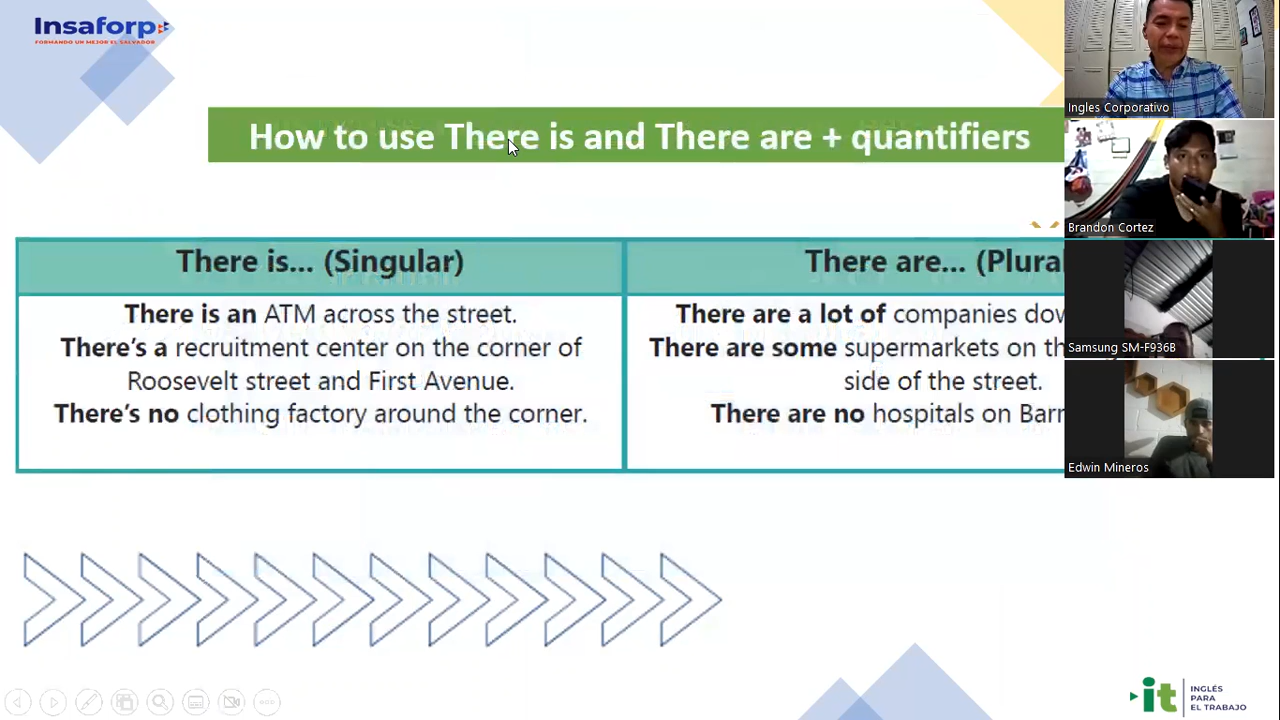 Insaforp
FORMANDO UN MEJOR EL SALVADOR
How to use There is and There are + quantifiers
There is... (Singular)
There is an ATM across the street.
There's a recruitment center on the corner of
Roosevelt street and First Avenue.
There's no clothing factory around the corner.
There are... (Plura
There are a lot of companies dow
There are some supermarkets on th
side of the street.
There are no hospitals on Barr
Ingles Corporativo
Brandon Cortez
Samsung SM-F936B
Edwin Mineros
it
INGLÉS
PARA
EL TRABAJO